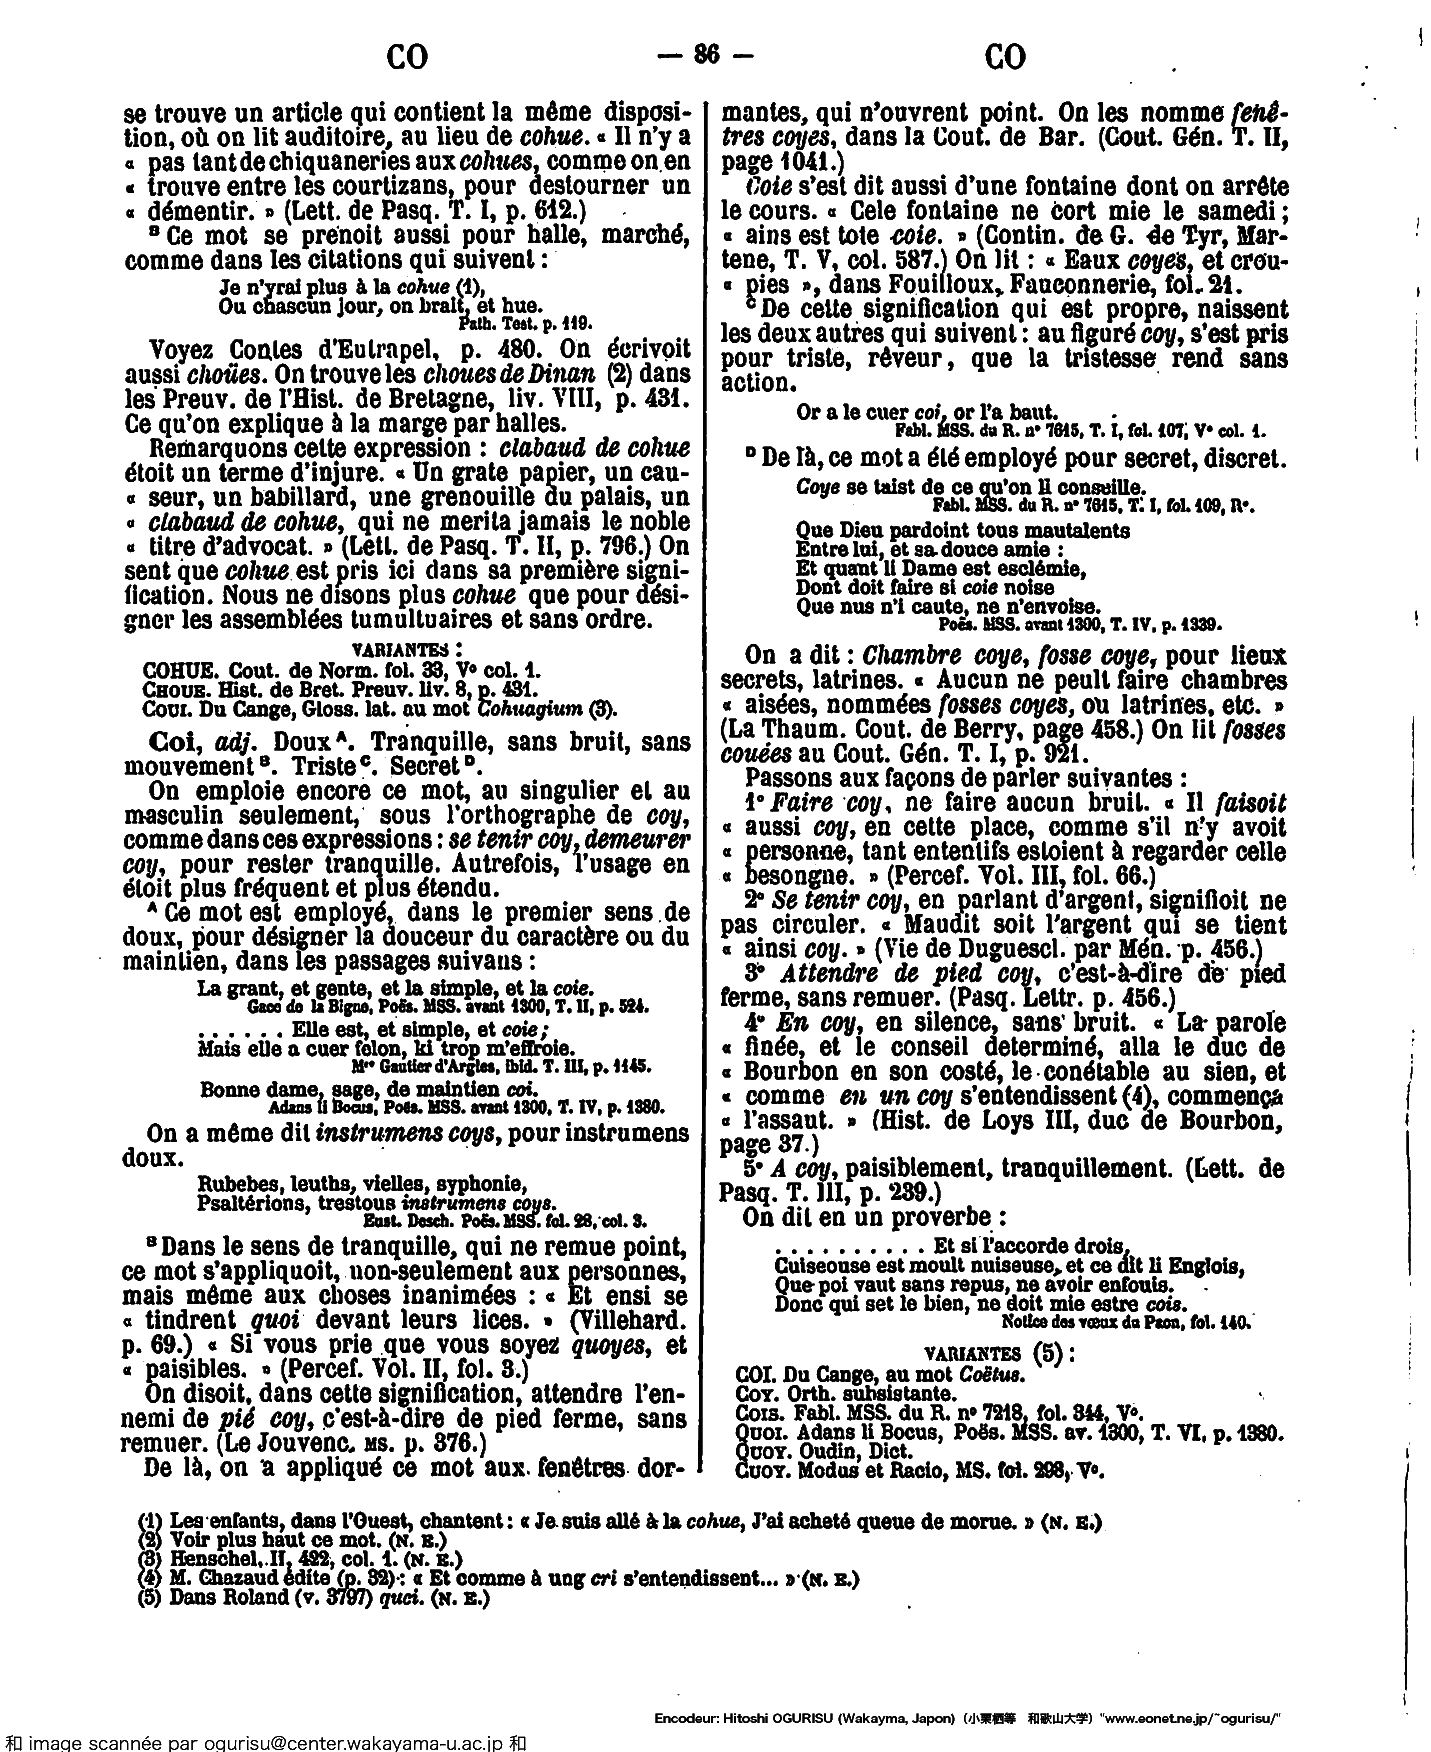 CO — 86 — CO
se trouve un article qui contient la même disposi-
tion, où on lit auditoire, au lieu de cohue. « Il n'y a
« pas tant de chiquaneries aux cohues, comme on en
« trouve entre les courtizans, pour destourner un
« démentir. » (Lett. de Pasq. T. I, p. 612.)
B Ce mot se prenoit aussi pour halle, marché,
comme dans les citations qui suivent :
Je n'yrai plus à la cohue (1),
Ou chascun jour, on brait, et hue.
Path. Test. p. 119.
Voyez Contes d'Eutrapel, p. 480. On écrivoit
aussi choües. On trouve les choues de Dinan (2) dans
les Preuv. de l'Hist. de Bretagne, liv. VIII, p. 431.
Ce qu'on explique à la marge par halles.
Remarquons cette expression : clabaud de cohue
étoit un terme d'injure. « Un grate papier, un cau-
« seur, un babillard, une grenouille du palais, un
« clabaud de cohue, qui ne merita jamais le noble
« titre d'advocat. » (Lett. de Pasq. T. II, p. 796.) On
sent que cohue est pris ici dans sa première signi-
fication. Nous ne disons plus cohue que pour dési-
gner les assemblées tumultuaires et sans ordre.
VARIANTES :
COHUE. Cout. de Norm. fol. 33, Vº col. 1.
CHOUE. Hist. de Bret. Preuv. liv. 8, p. 431.
COUI. Du Cange, Gloss. lat. au mot Cohuagium (3).
Coi, adj. Doux A. Tranquille, sans bruit, sans
mouvement B. Triste C. Secret D.
On emploie encore ce mot, au singulier et au
masculin seulement, sous l'orthographe de coy,
comme dans ces expressions : se tenir coy, demeurer
coy, pour rester tranquille. Autrefois, l'usage en
étoit plus fréquent et plus étendu.
A Ce mot est employé, dans le premier sens de
doux, pour désigner la douceur du caractère ou du
maintien, dans les passages suivans :
La grant, et gente, et la simple, et la coie.
Gace de la Bigne, Poës. MSS. avant 1300, T. II, p. 524.
. . . . . . Elle est, et simple, et coie ;
Mais elle a cuer felon, ki trop m'effroie.
Mre Gautier d'Argies, ibid. T. III, p. 1145.
Bonne dame, sage, de maintien coi.
Adans li Bocus, Poës. MSS. avant 1300, T. IV, p. 1380.
On a même dit instrumens coys, pour instrumens
doux.
Rubebes, leuths, vielles, syphonie,
Psaltérions, trestous instrumens coys.
Eust. Desch. Poës. MSS. fol. 28, col. 3.
B Dans le sens de tranquille, qui ne remue point,
ce mot s'appliquoit, non-seulement aux personnes,
mais même aux choses inanimées : « Et ensi se
« tindrent quoi devant leurs lices. » (Villehard.
p. 69.) « Si vous prie que vous soyez quoyes, et
« paisibles. » (Percef. Vol. II, fol. 3.)
On disoit, dans cette signification, attendre l'en-
nemi de pié coy, c'est-à-dire de pied ferme, sans
remuer. (Le Jouvenc. MS. p. 376.)
De là, on a appliqué ce mot aux fenêtres dor-
mantes, qui n'ouvrent point. On les nomme fenê-
tres coyes, dans la Cout. de Bar. (Cout. Gén. T. II,
page 1041.)
Coie s'est dit aussi d'une fontaine dont on arrête
le cours. « Cele fontaine ne cort mie le samedi ;
« ains est tote coie. » (Contin. de G. de Tyr, Mar-
tene, T. V, col. 587.) On lit : « Eaux coyes, et crou-
« pies », dans Fouilloux, Fauconnerie, fol. 21.
C De cette signification qui est propre, naissent
les deux autres qui suivent : au figuré coy, s'est pris
pour triste, rêveur, que la tristesse rend sans
action.
Or a le cuer coi, or l'a baut.
Fabl. MSS. du R. nº 7615, T. I, fol. 107, Vº col. 1.
D De là, ce mot a été employé pour secret, discret.
Coye se taist de ce qu'on li conseille.
Fabl. MSS. du R. nº 7615, T. I, fol. 109, Rº.
Que Dieu pardoint tous mautalents
Entre lui, et sa douce amie :
Et quant li Dame est esclémie,
Dont doit faire si coie noise
Que nus n'i caute, ne n'envoise.
Poës. MSS. avant 1300, T. IV, p. 1339.
On a dit : Chambre coye, fosse coye, pour lieux
secrets, latrines. « Aucun ne peult faire chambres
« aisées, nommées fosses coyes, ou latrines, etc. »
(La Thaum. Cout. de Berry, page 458.) On lit fosses
couées au Cout. Gén. T. I, p. 921.
Passons aux façons de parler suivantes :
1º Faire coy, ne faire aucun bruit. « Il faisoit
« aussi coy, en cette place, comme s'il n'y avoit
« personne, tant ententifs estoient à regarder celle
« besongne. » (Percef. Vol. III, fol. 66.)
2º Se tenir coy, en parlant d'argent, signifioit ne
pas circuler. « Maudit soit l'argent qui se tient
« ainsi coy. » (Vie de Duguescl. par Mén. p. 456.)
3º Attendre de pied coy, c'est-à-dire de pied
ferme, sans remuer. (Pasq. Lettr. p. 456.)
4º En coy, en silence, sans bruit. « La parole
« finée, et le conseil determiné, alla le duc de
« Bourbon en son costé, le conétable au sien, et
« comme en un coy s'entendissent (4), commença
« l'assaut. » (Hist. de Loys III, duc de Bourbon,
page 37.)
5º A coy, paisiblement, tranquillement. (Lett. de
Pasq. T. III, p. 239.)
On dit en un proverbe :
. . . . . . . . . . Et si l'accorde drois,
Cuiseouse est moult nuiseuse, et ce dit li Englois,
Que poi vaut sans repus, ne avoir enfouis.
Donc qui set le bien, ne doit mie estre cois.
Notice des vœux du Paon, fol. 140.
VARIANTES (5) :
COI. Du Cange, au mot Coëtus.
COY. Orth. subsistante.
COIS. Fabl. MSS. du R. nº 7218, fol. 344, Vº.
QUOI. Adans li Bocus, Poës. MSS. av. 1300, T. VI, p. 1380.
QUOY. Oudin, Dict.
CUOY. Modus et Racio, MS. fol. 298, Vº.
(1) Les enfants, dans l'Ouest, chantent : « Je suis allé à la cohue, J'ai acheté queue de morue. » (N. E.)
(2) Voir plus haut ce mot. (N. E.)
(3) Henschel, II, 422, col. 1. (N. E.)
(4) M. Chazaud édite (p. 32) : « Et comme à ung cri s'entendissent... » (N. E.)
(5) Dans Roland (v. 3797) quei. (N. E.)
Encodeur: Hitoshi OGURISU (Wakayma, Japon) (小栗栖等 和歌山大学) "www.eonet.ne.jp/~ogurisu/"
和 image scannée par ogurisu@center.wakayama-u.ac.jp 和